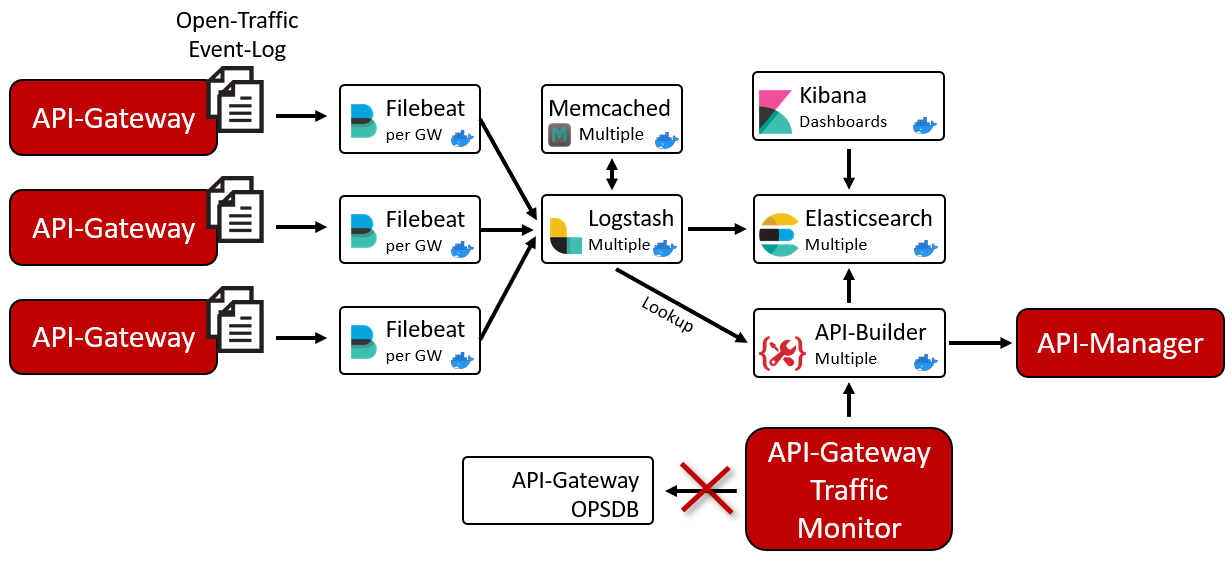 Open-Traffic
Event-Log
API-Gateway
Filebeat
per GW
Memcached
Multiple
Kibana
Dashboards
API-Gateway
Filebeat
per GW
Logstash
Multiple
Elasticsearch
Multiple
API-Gateway
Filebeat
per GW
Lookup
API-Builder
Multiple
API-Manager
API-Gateway
OPSDB
API-Gateway
Traffic
Monitor